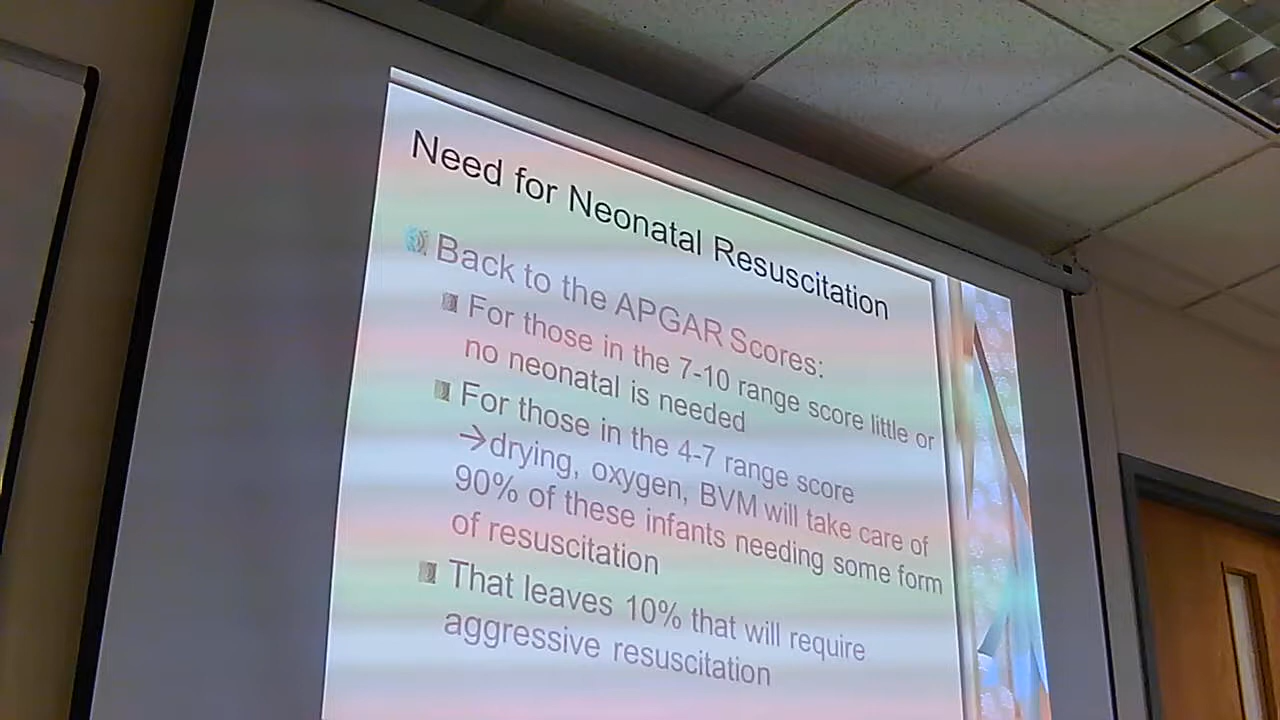 Need for Neonatal Resuscitation
Back to the APGAR Scores:
For those in the 7-10 range score little or
no neonatal is needed
For those in the 4-7 range score
→drying, oxygen, BVM will take care of
90% of these infants needing some form
of resuscitation
That leaves 10% that will require
aggressive resuscitation